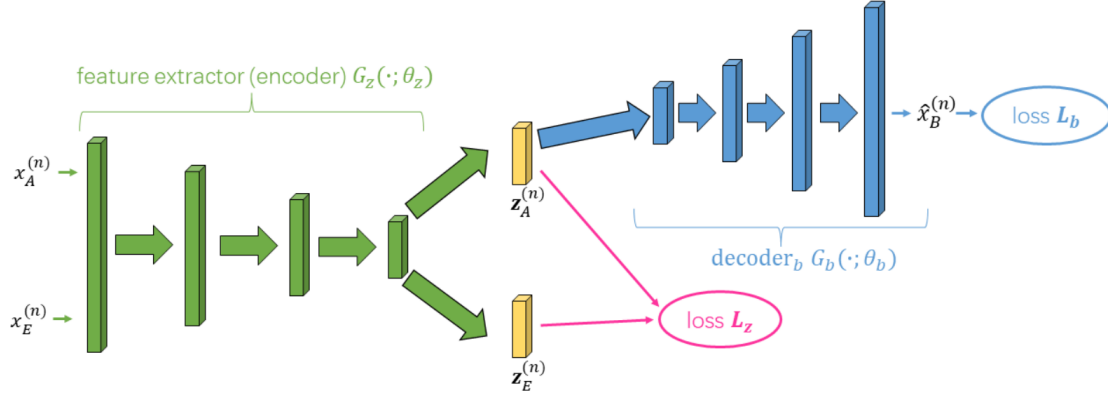 feature extractor (encoder) G_z(·; θ_z)
x_A^(n)
x_E^(n)
z_A^(n)
z_E^(n)
x̂_B^(n)
loss L_b
decoder_b G_b(·; θ_b)
loss L_z